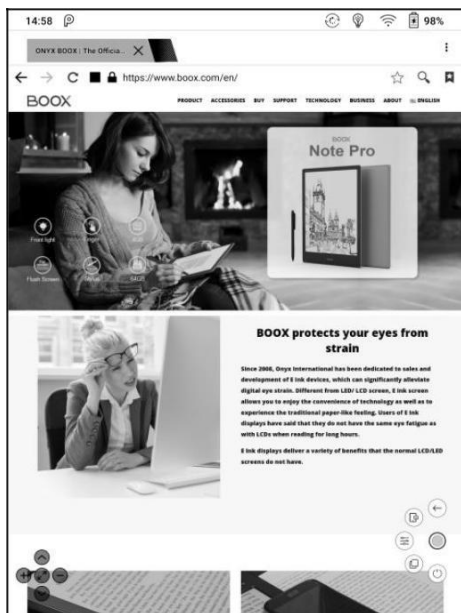 14:58
98%
ONYX BOOX | The Officia..
https://www.boox.com/en/
BOOX
PRODUCT ACCESSORIES BUY SUPPORT TECHNOLOGY BUSINESS ABOUT ENGLISH
BOOX
Note Pro
Front light
Flush Screen
64GB
BOOX protects your eyes from
strain
Since 2008, Onyx International has been dedicated to sales and
development of E ink devices, which can significantly alleviate
digital eye strain. Different from LED/ LCD screen, E ink screen
allows you to enjoy the convenience of technology as well as to
experience the traditional paper-like feeling. Users of E ink
displays have said that they do not have the same eye fatigue as
with LCDs when reading for long hours.
E ink displays deliver a variety of benefits that the normal LCD/LED
screens do not have.